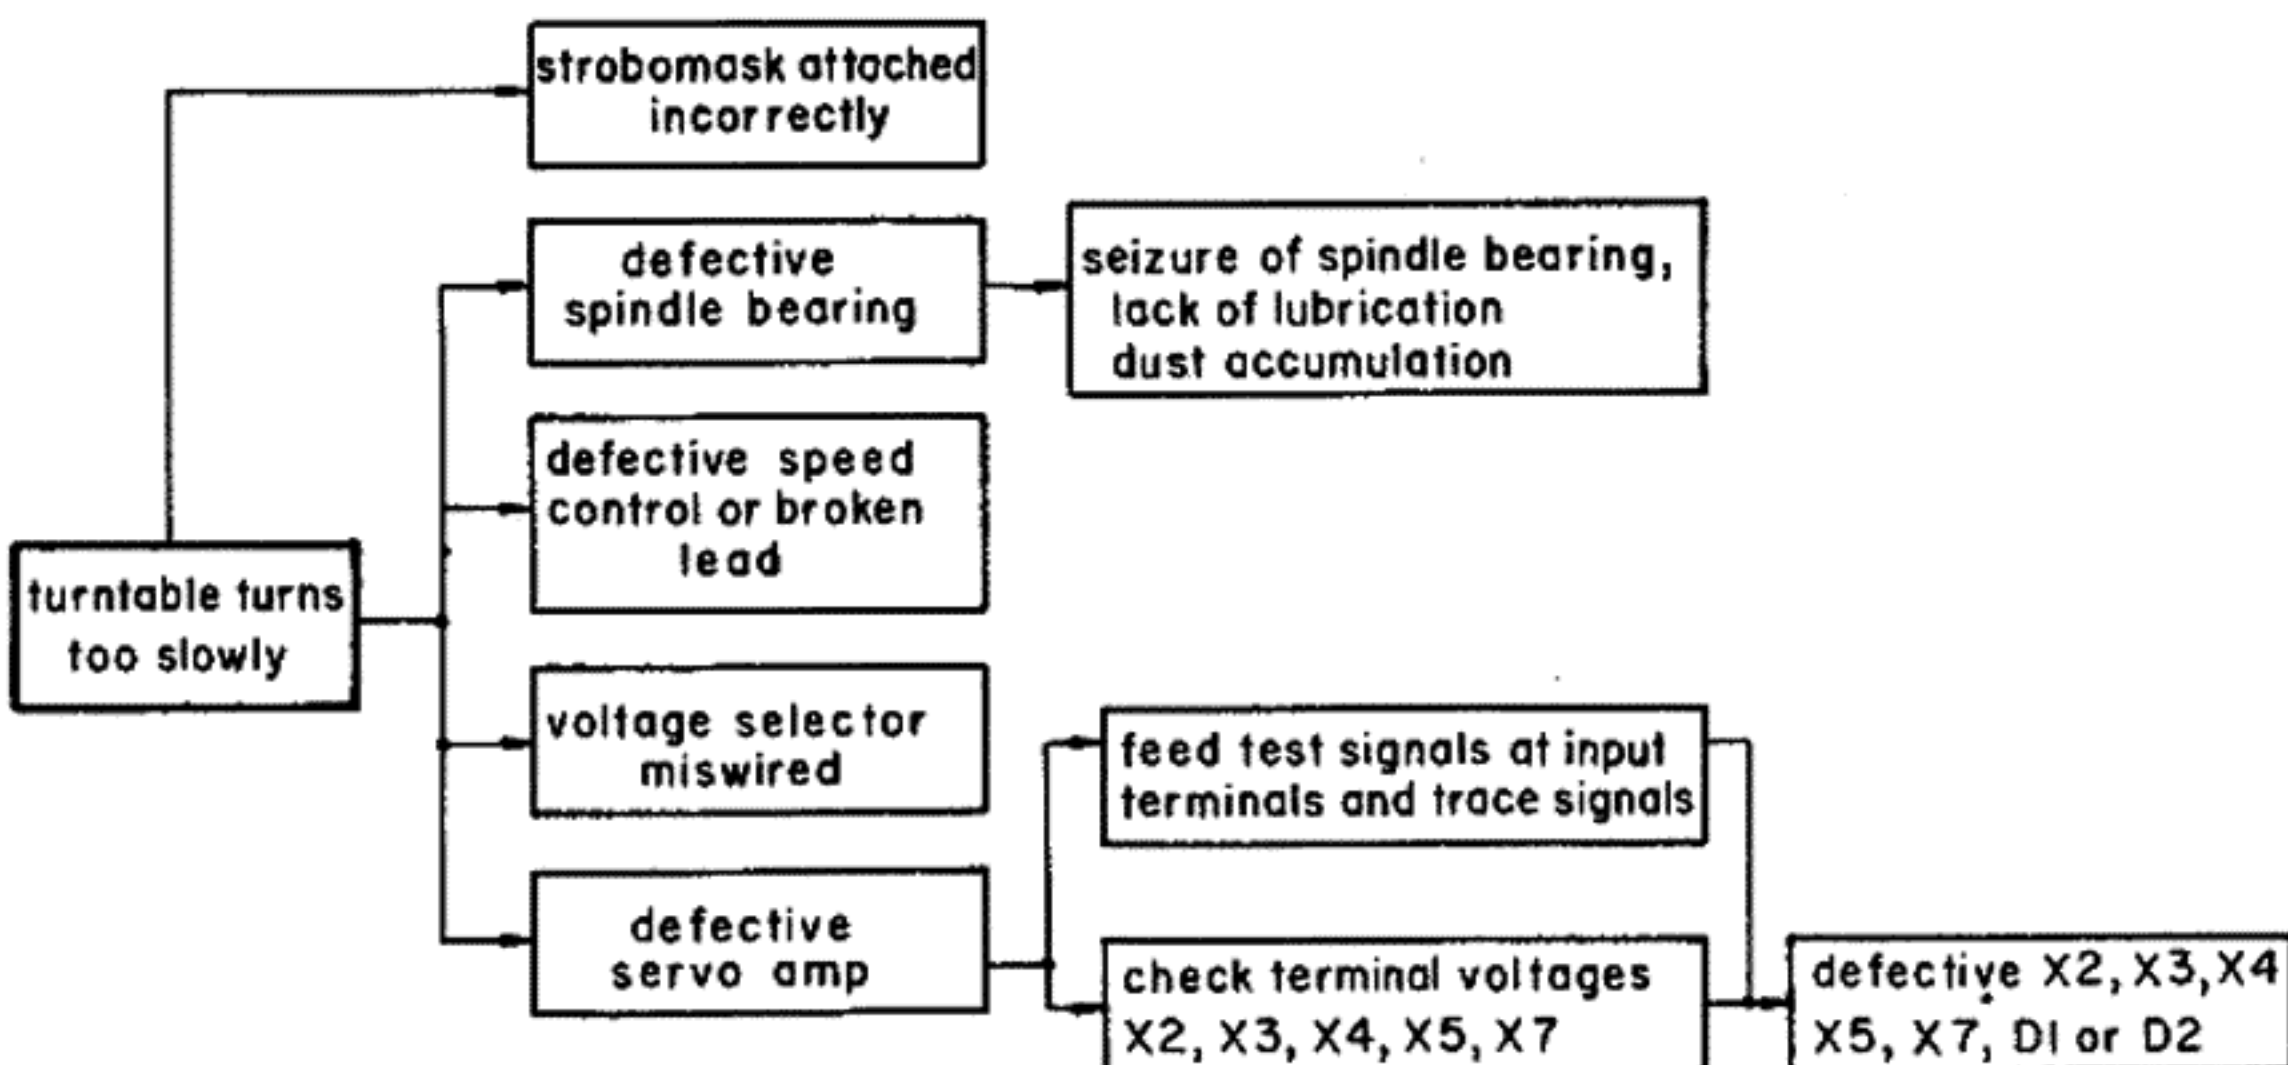 strobomask attached
incorrectly
defective
spindle bearing
seizure of spindle bearing,
lack of lubrication
dust accumulation
defective speed
control or broken
lead
turntable turns
too slowly
voltage selector
miswired
feed test signals at input
terminals and trace signals
defective
servo amp
check terminal voltages
X2, X3, X4, X5, X7
defective X2, X3, X4
X5, X7, D1 or D2